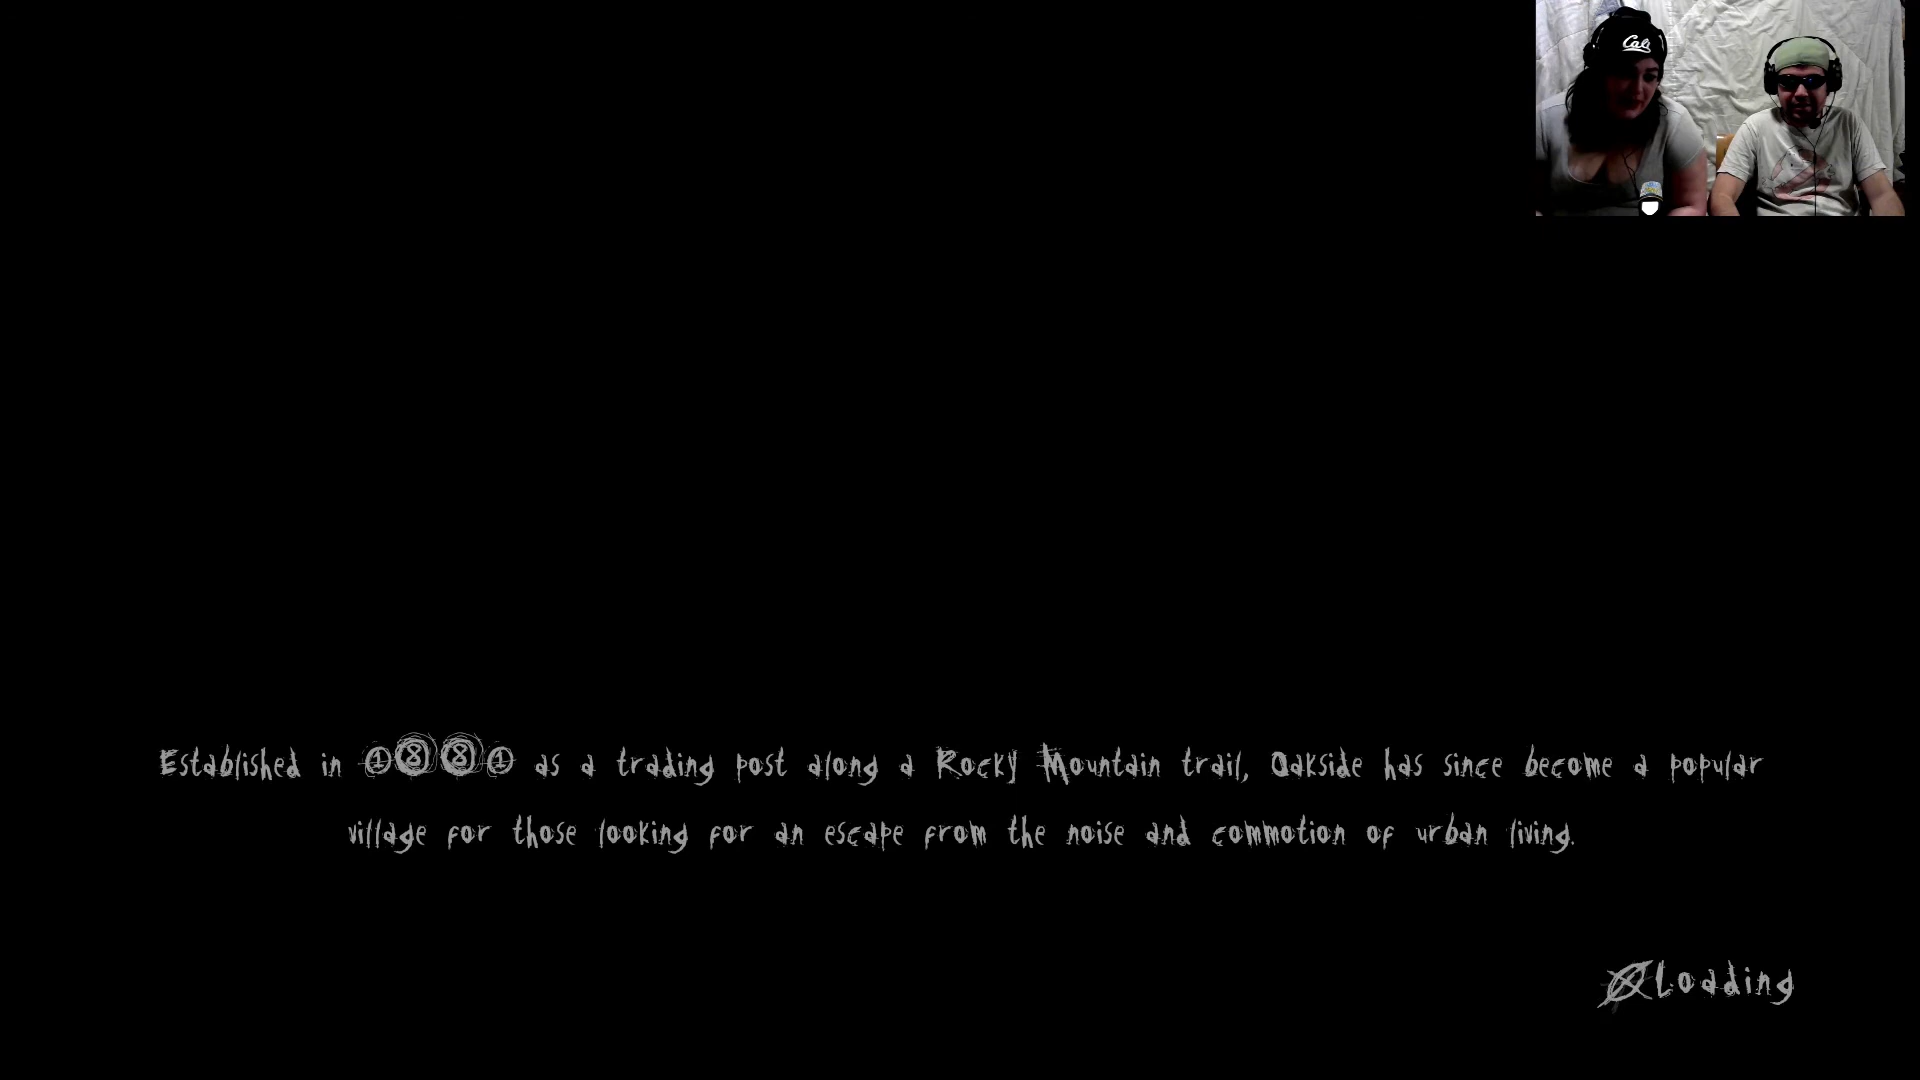 Cali
Established in 1881 as a trading post along a Rocky Mountain trail, Oakside has since become a popular
village for those looking for an escape from the noise and commotion of urban living.
Loading